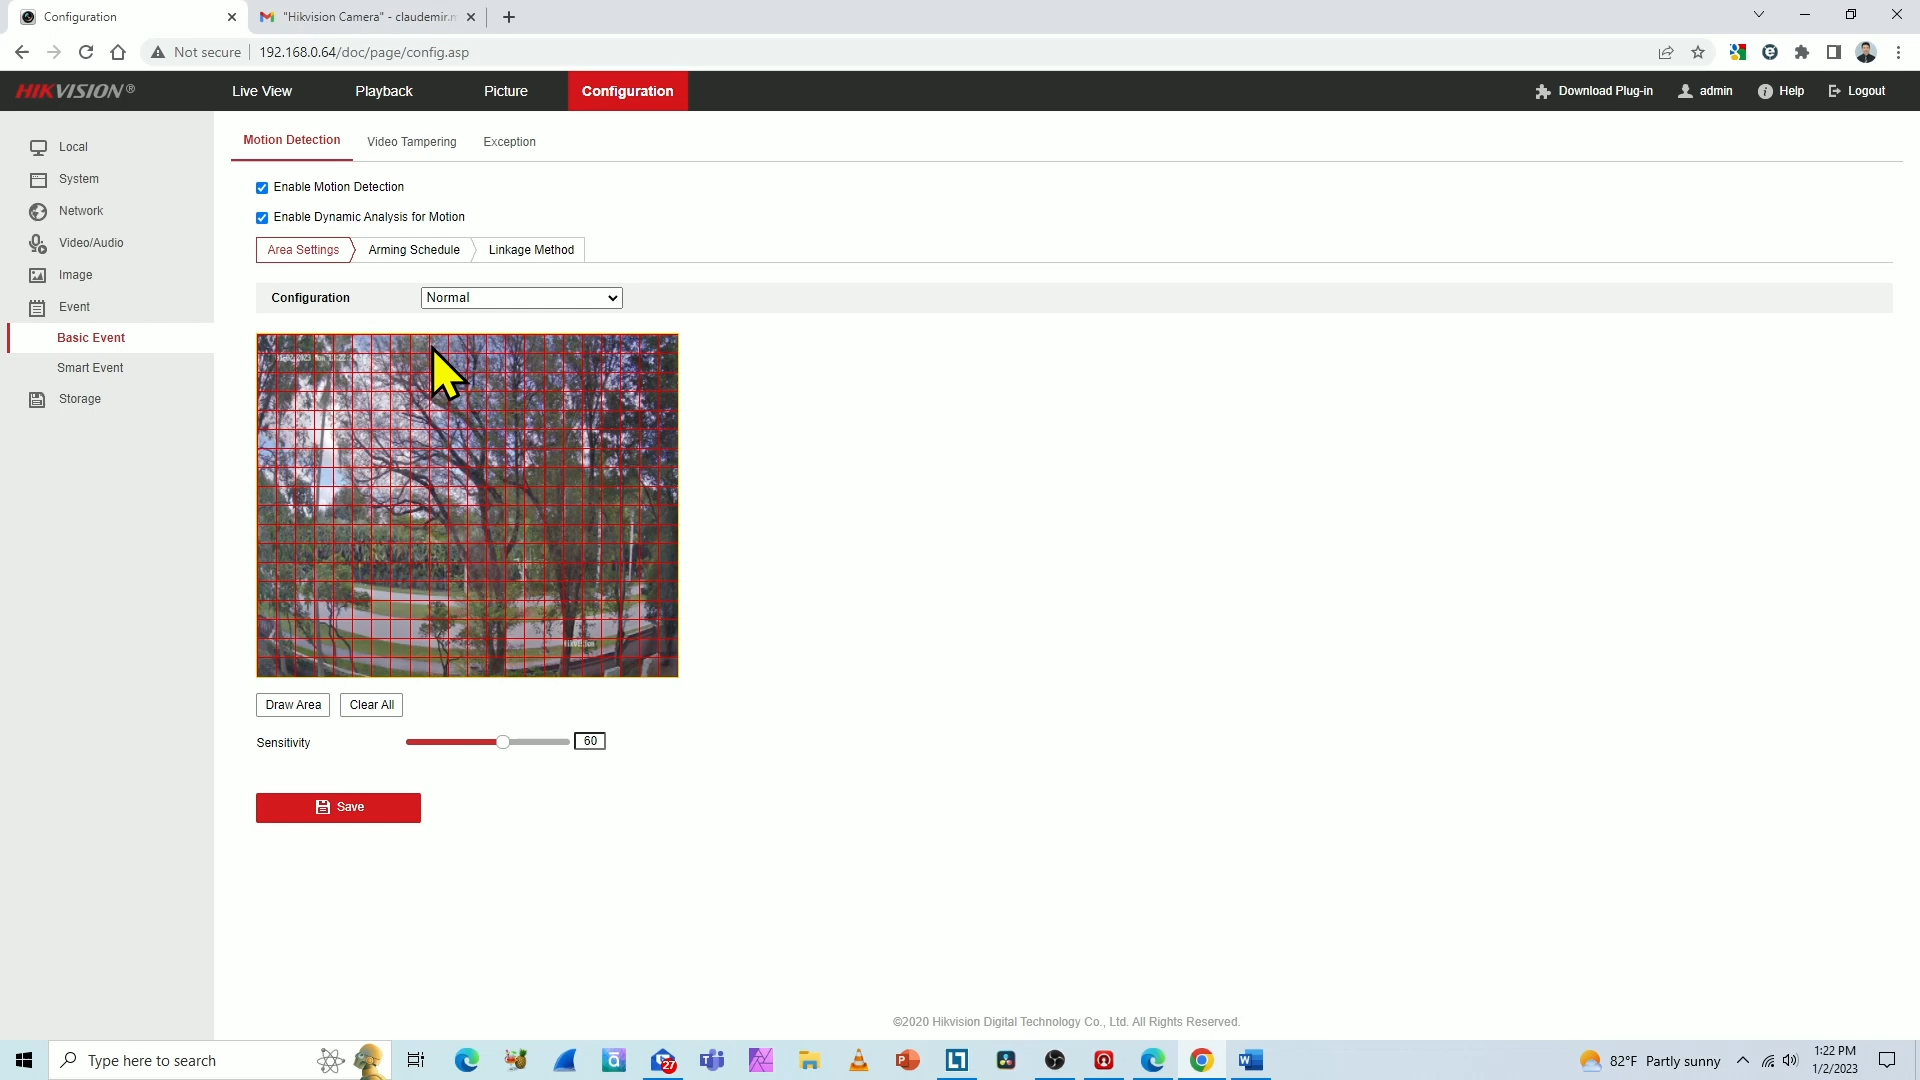 Configuration
"Hikvision Camera" - claudemir.m
Not secure
192.168.0.64/doc/page/config.asp
HIKVISION®
Live View
Playback
Picture
Configuration
Download Plug-in
admin
Help
Logout
Local
System
Network
Video/Audio
Image
Event
Basic Event
Smart Event
Storage
Motion Detection
Video Tampering
Exception
Enable Motion Detection
Enable Dynamic Analysis for Motion
Area Settings
Arming Schedule
Linkage Method
Configuration
Normal
Draw Area
Clear All
Sensitivity
60
Save
©2020 Hikvision Digital Technology Co., Ltd. All Rights Reserved.
Type here to search
27
82°F Partly sunny
1:22 PM
1/2/2023